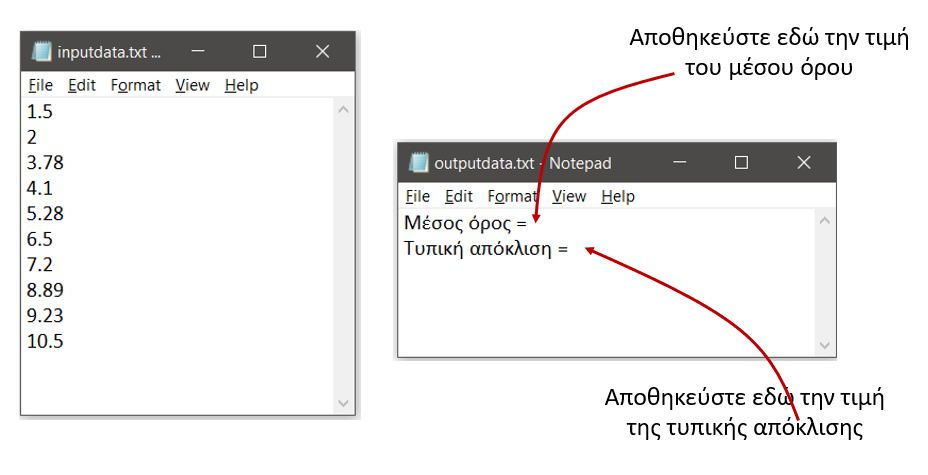 inputdata.txt ...
File Edit Format View Help
1.5
2
3.78
4.1
5.28
6.5
7.2
8.89
9.23
10.5
Αποθηκεύστε εδώ την τιμή
του μέσου όρου
outputdata.txt - Notepad
File Edit Format View Help
Μέσος όρος =
Τυπική απόκλιση =
Αποθηκεύστε εδώ την τιμή
της τυπικής απόκλισης